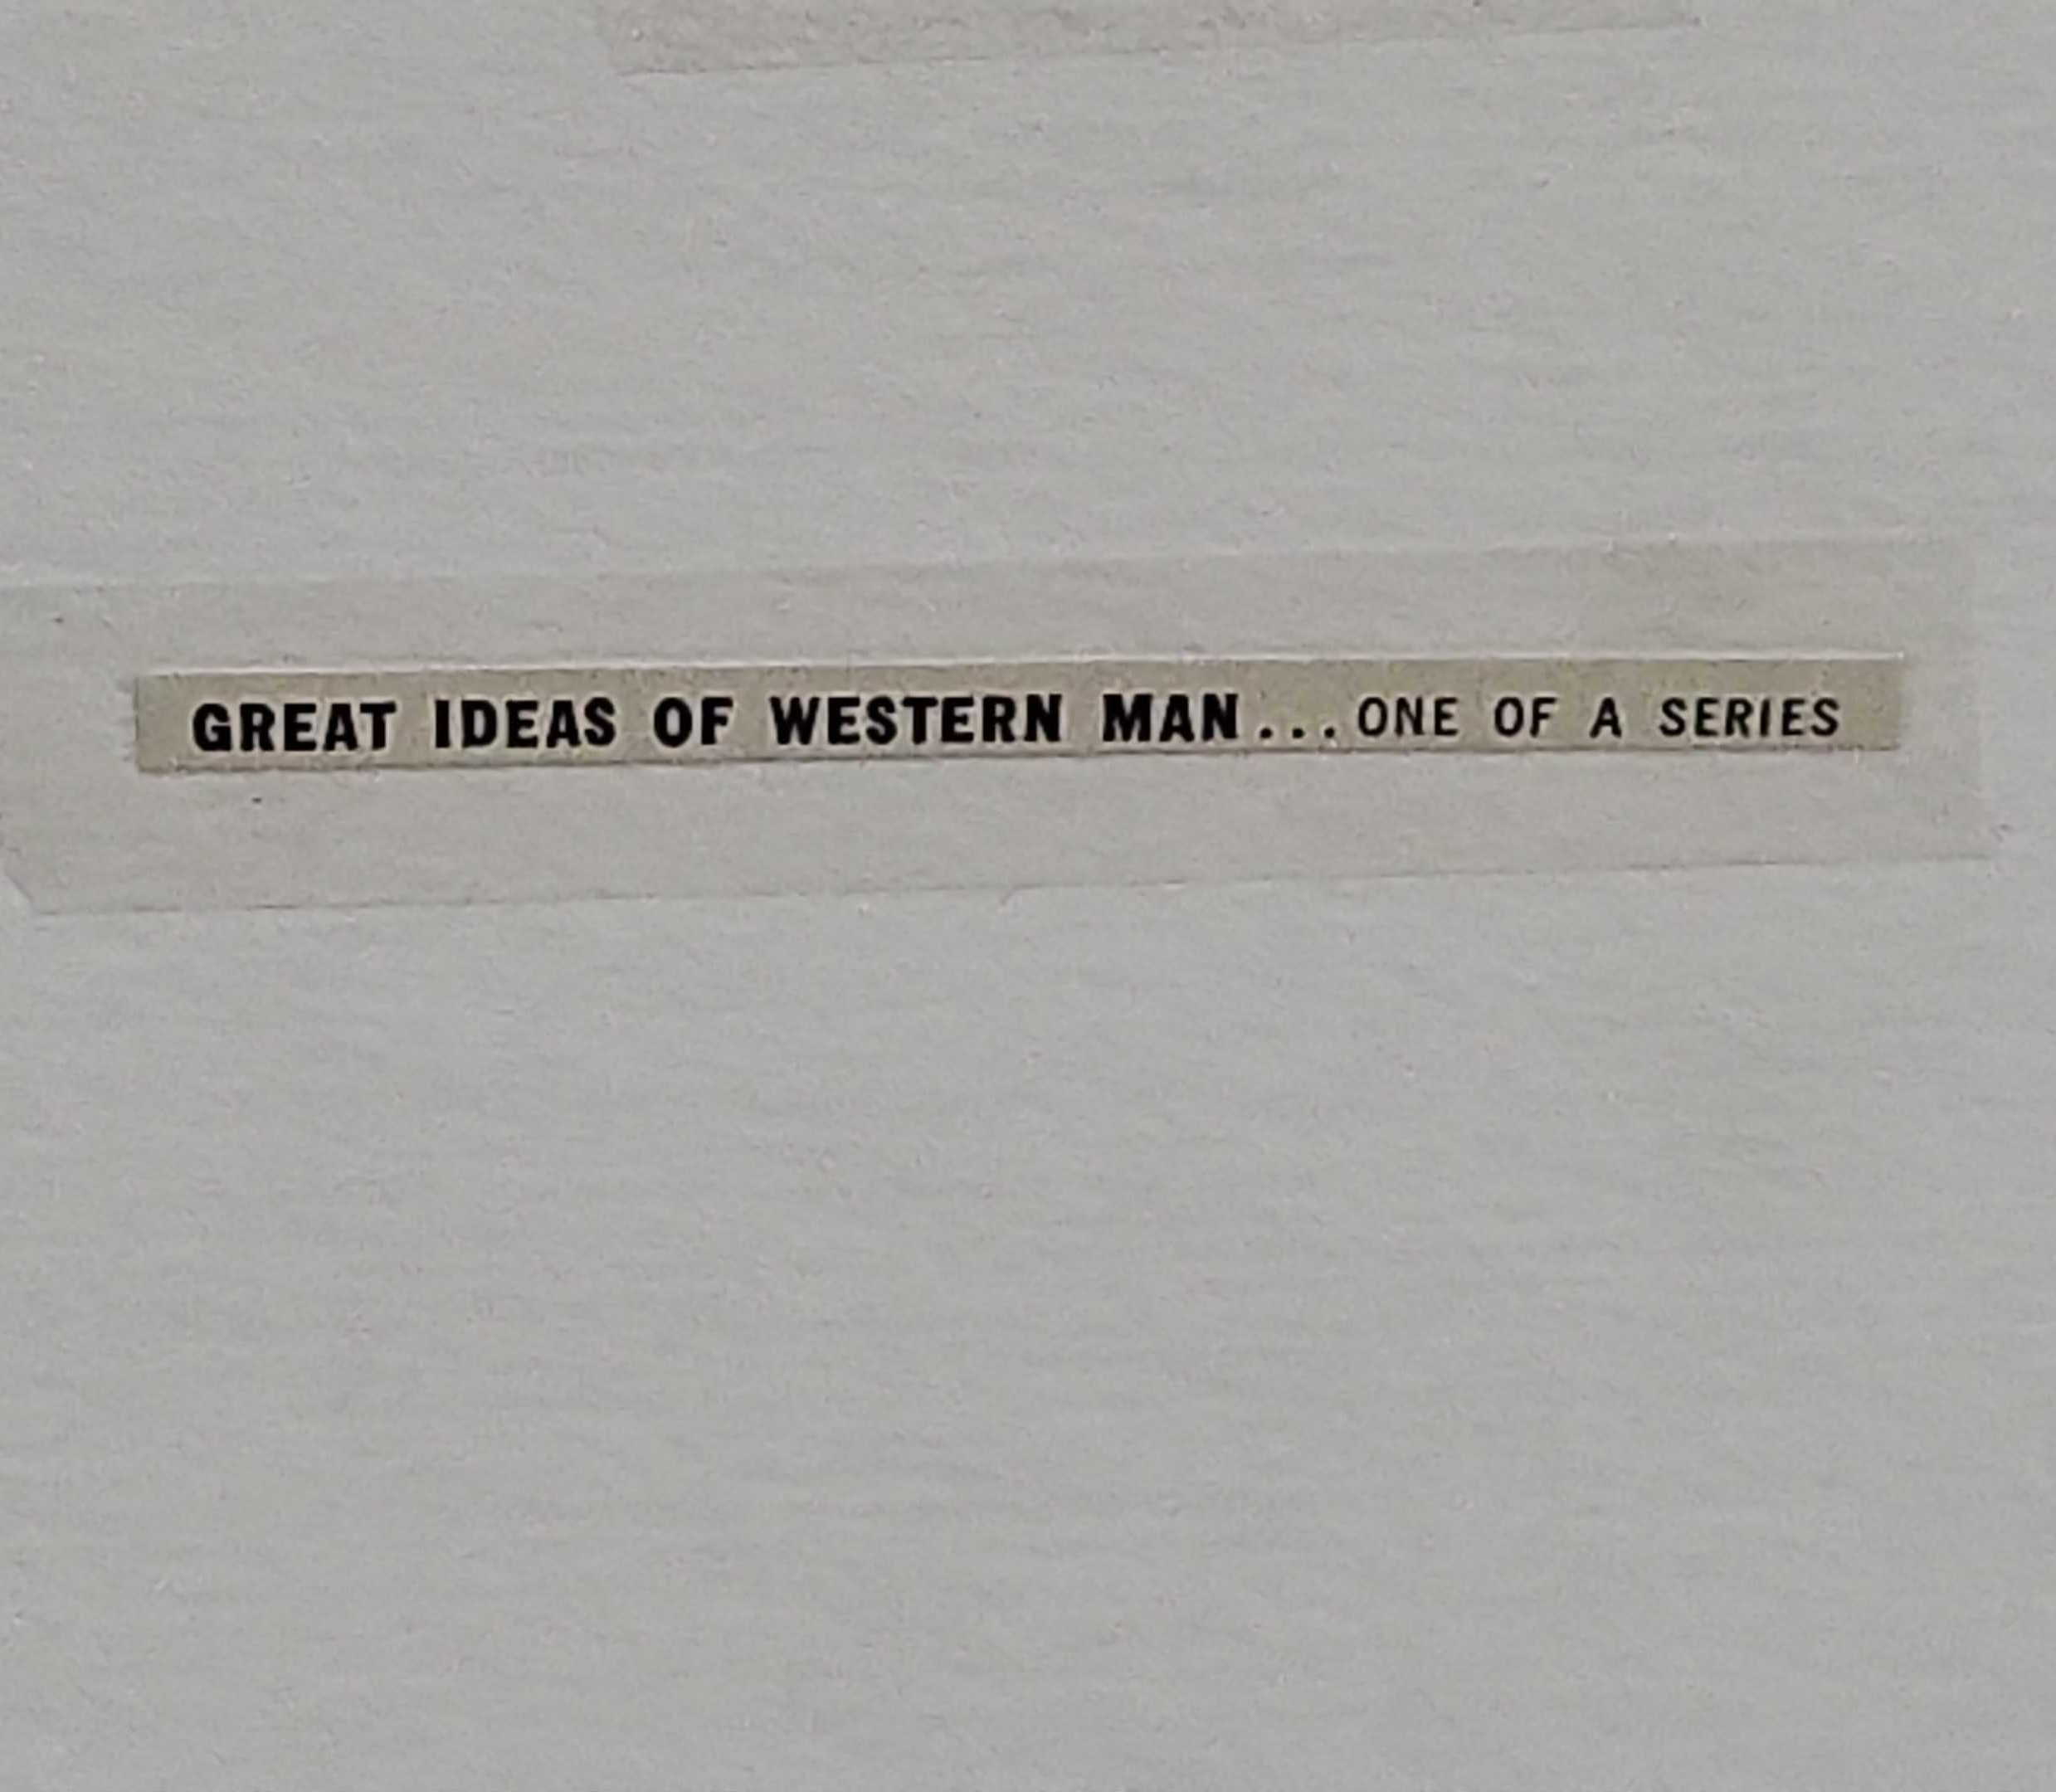 GREAT IDEAS OF WESTERN MAN...ONE OF A SERIES